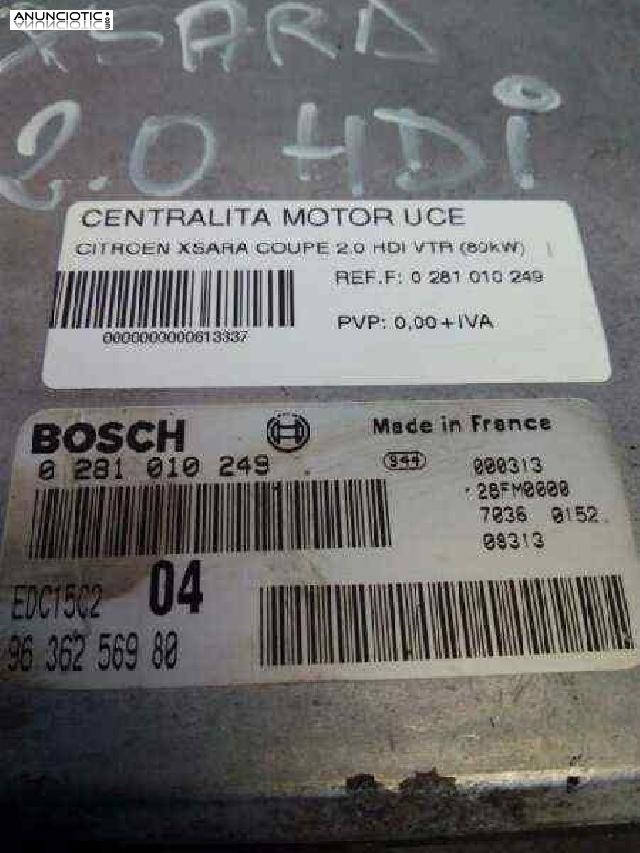 ANUNCIOTIC.es
XSARA
2.0 HDI
CENTRALITA MOTOR UCE
CITROEN XSARA COUPE 2.0 HDI VTR (80kW)
REF.F: 0 281 010 249
PVP: 0,00+IVA
0000000000613337
BOSCH
Made in France
0 281 010 249
944
000313
28FM0000
7036 0152
08313
EDC15C2
04
96 362 569 80